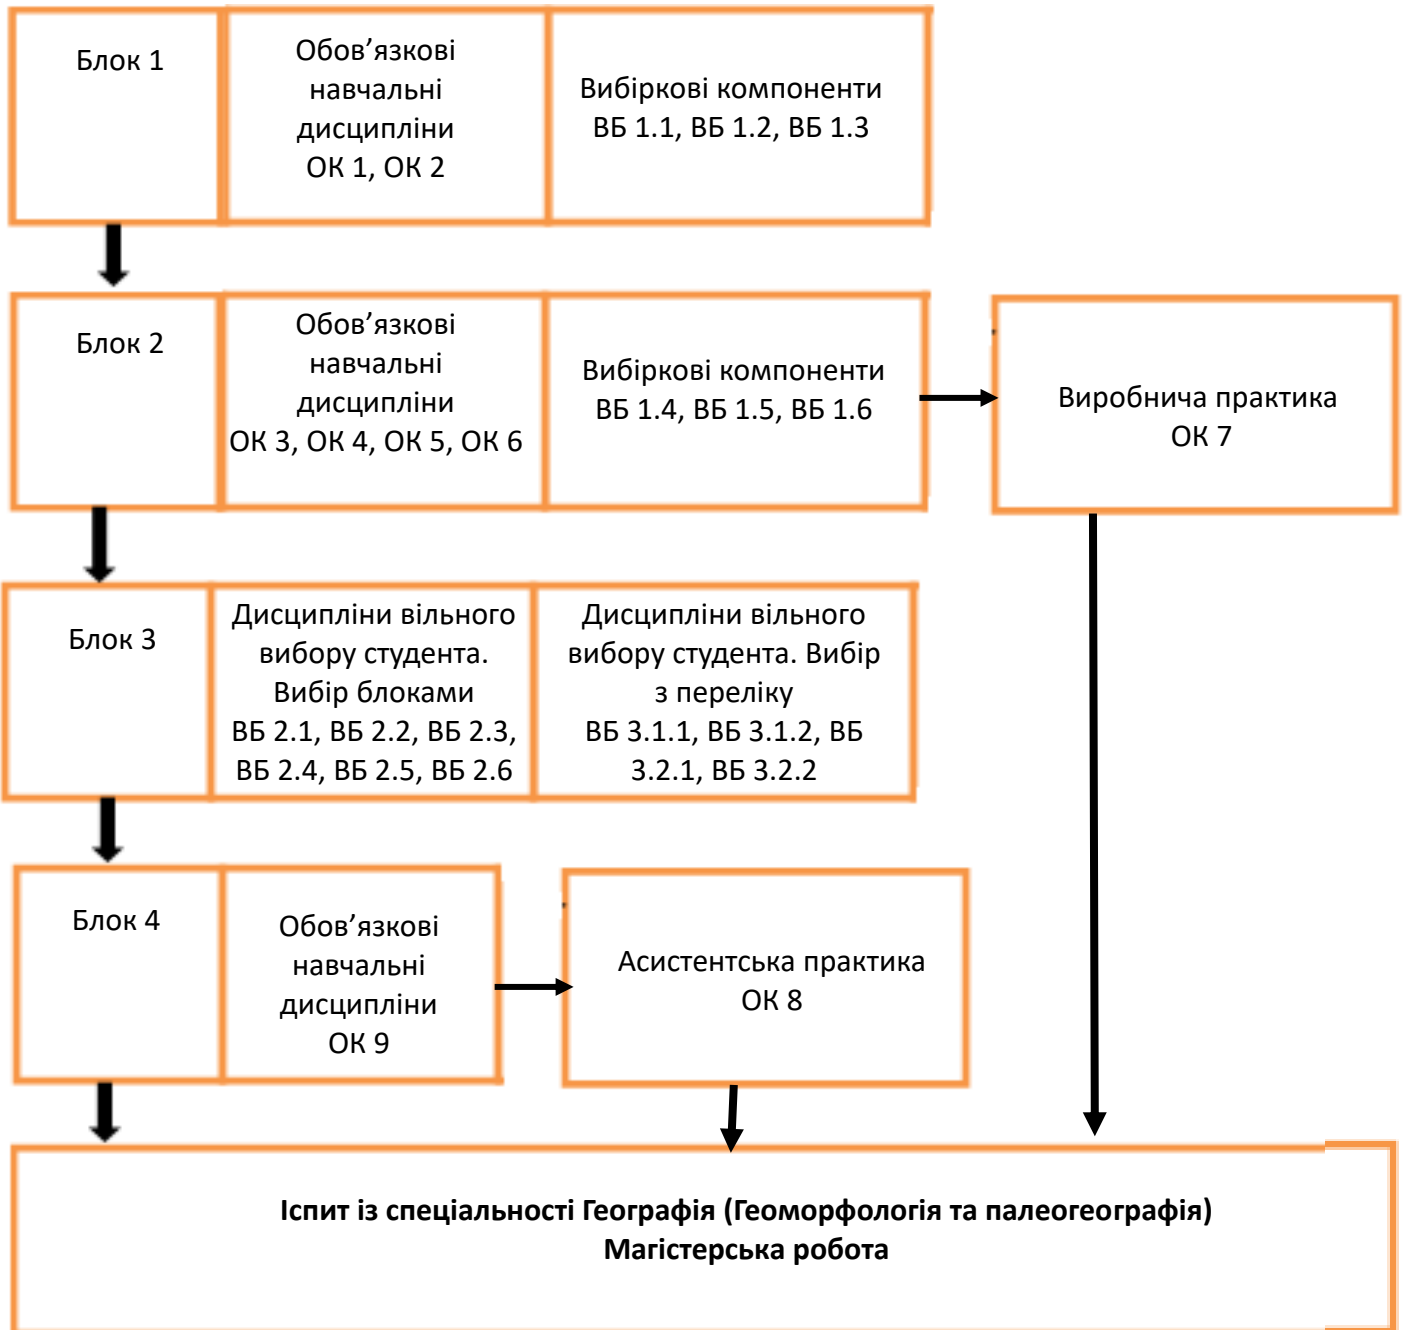 Блок 1
Обов’язкові
навчальні
дисципліни
ОК 1, ОК 2
Вибіркові компоненти
ВБ 1.1, ВБ 1.2, ВБ 1.3
Блок 2
Обов’язкові
навчальні
дисципліни
ОК 3, ОК 4, ОК 5, ОК 6
Вибіркові компоненти
ВБ 1.4, ВБ 1.5, ВБ 1.6
Виробнича практика
ОК 7
Блок 3
Дисципліни вільного
вибору студента.
Вибір блоками
ВБ 2.1, ВБ 2.2, ВБ 2.3,
ВБ 2.4, ВБ 2.5, ВБ 2.6
Дисципліни вільного
вибору студента. Вибір
з переліку
ВБ 3.1.1, ВБ 3.1.2, ВБ
3.2.1, ВБ 3.2.2
Блок 4
Обов’язкові
навчальні
дисципліни
ОК 9
Асистентська практика
ОК 8
Іспит із спеціальності Географія (Геоморфологія та палеогеографія)
Магістерська робота